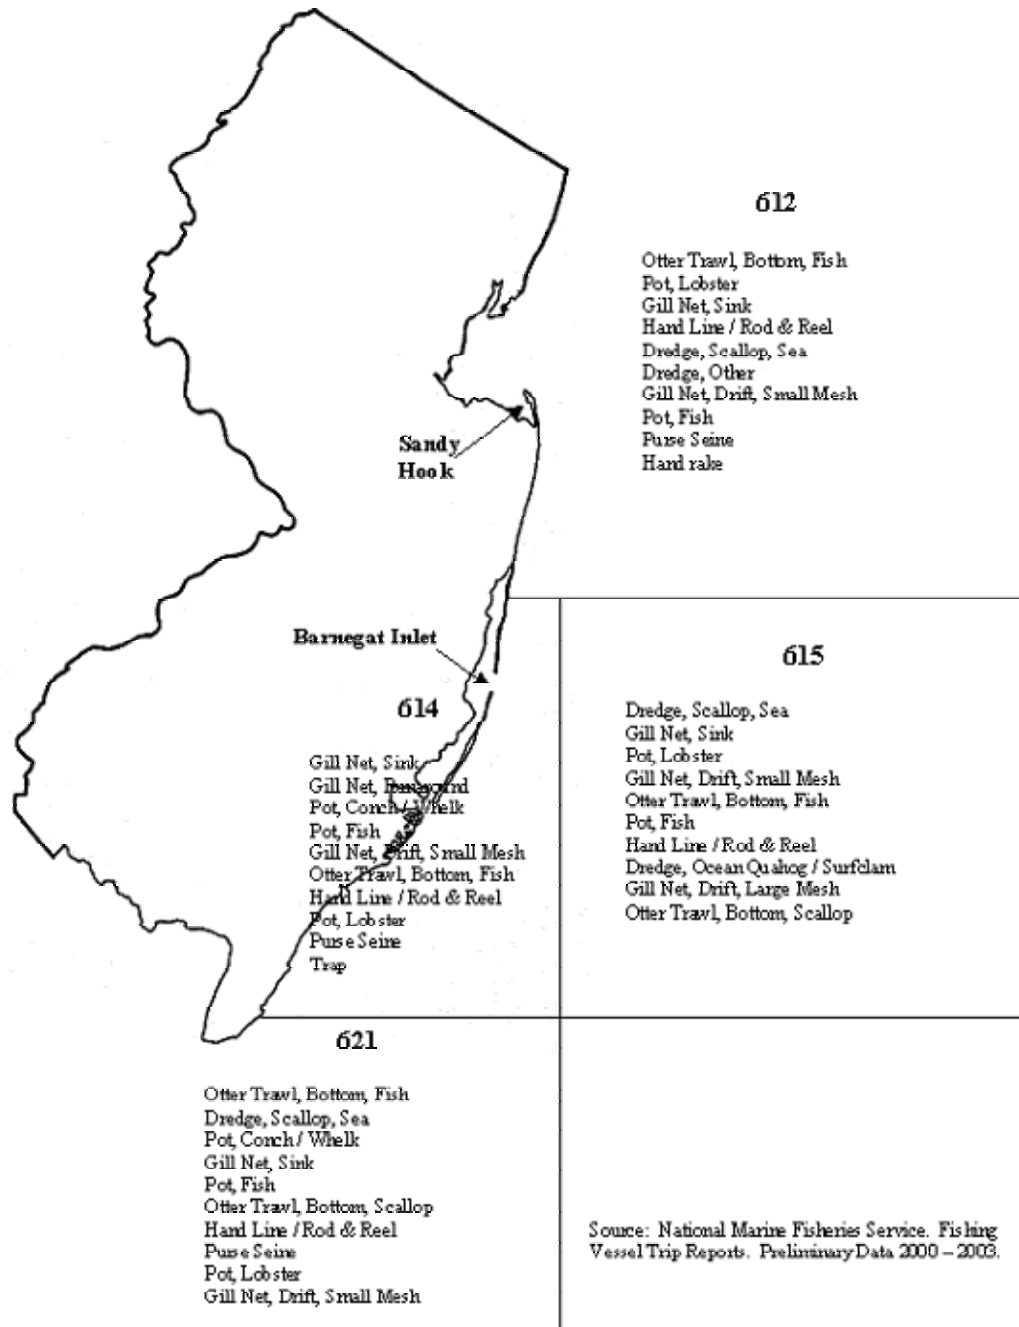 612
Otter Trawl, Bottom, Fish
Pot, Lobster
Gill Net, Sink
Hand Line / Rod & Reel
Dredge, Scallop, Sea
Dredge, Other
Gill Net, Drift, Small Mesh
Pot, Fish
Purse Seine
Hand rake
Sandy
Hook
Barnegat Inlet
615
Dredge, Scallop, Sea
Gill Net, Sink
Pot, Lobster
Gill Net, Drift, Small Mesh
Otter Trawl, Bottom, Fish
Pot, Fish
Hand Line / Rod & Reel
Dredge, Ocean Quahog / Surfclam
Gill Net, Drift, Large Mesh
Otter Trawl, Bottom, Scallop
614
Gill Net, Sink
Gill Net, Runaround
Pot, Conch / Whelk
Pot, Fish
Gill Net, Drift, Small Mesh
Otter Trawl, Bottom, Fish
Hand Line / Rod & Reel
Pot, Lobster
Purse Seine
Trap
621
Otter Trawl, Bottom, Fish
Dredge, Scallop, Sea
Pot, Conch / Whelk
Gill Net, Sink
Pot, Fish
Otter Trawl, Bottom, Scallop
Hand Line / Rod & Reel
Purse Seine
Pot, Lobster
Gill Net, Drift, Small Mesh
Source: National Marine Fisheries Service. Fishing
Vessel Trip Reports. Preliminary Data 2000 – 2003.